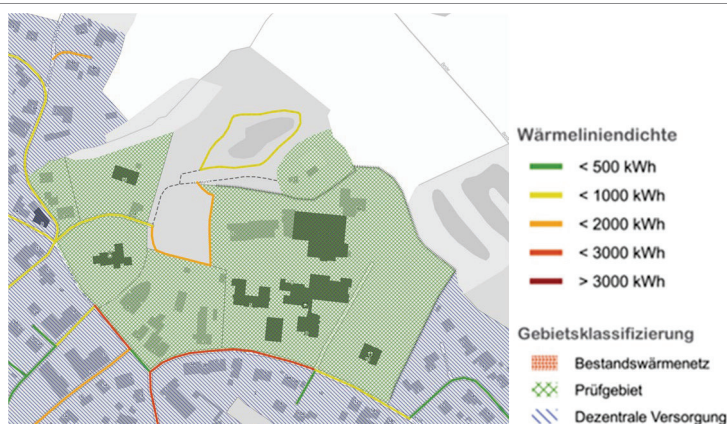 Wärmeliniendichte
< 500 kWh
< 1000 kWh
< 2000 kWh
< 3000 kWh
> 3000 kWh
Gebietsklassifizierung
Bestandswärmenetz
Prüfgebiet
Dezentrale Versorgung